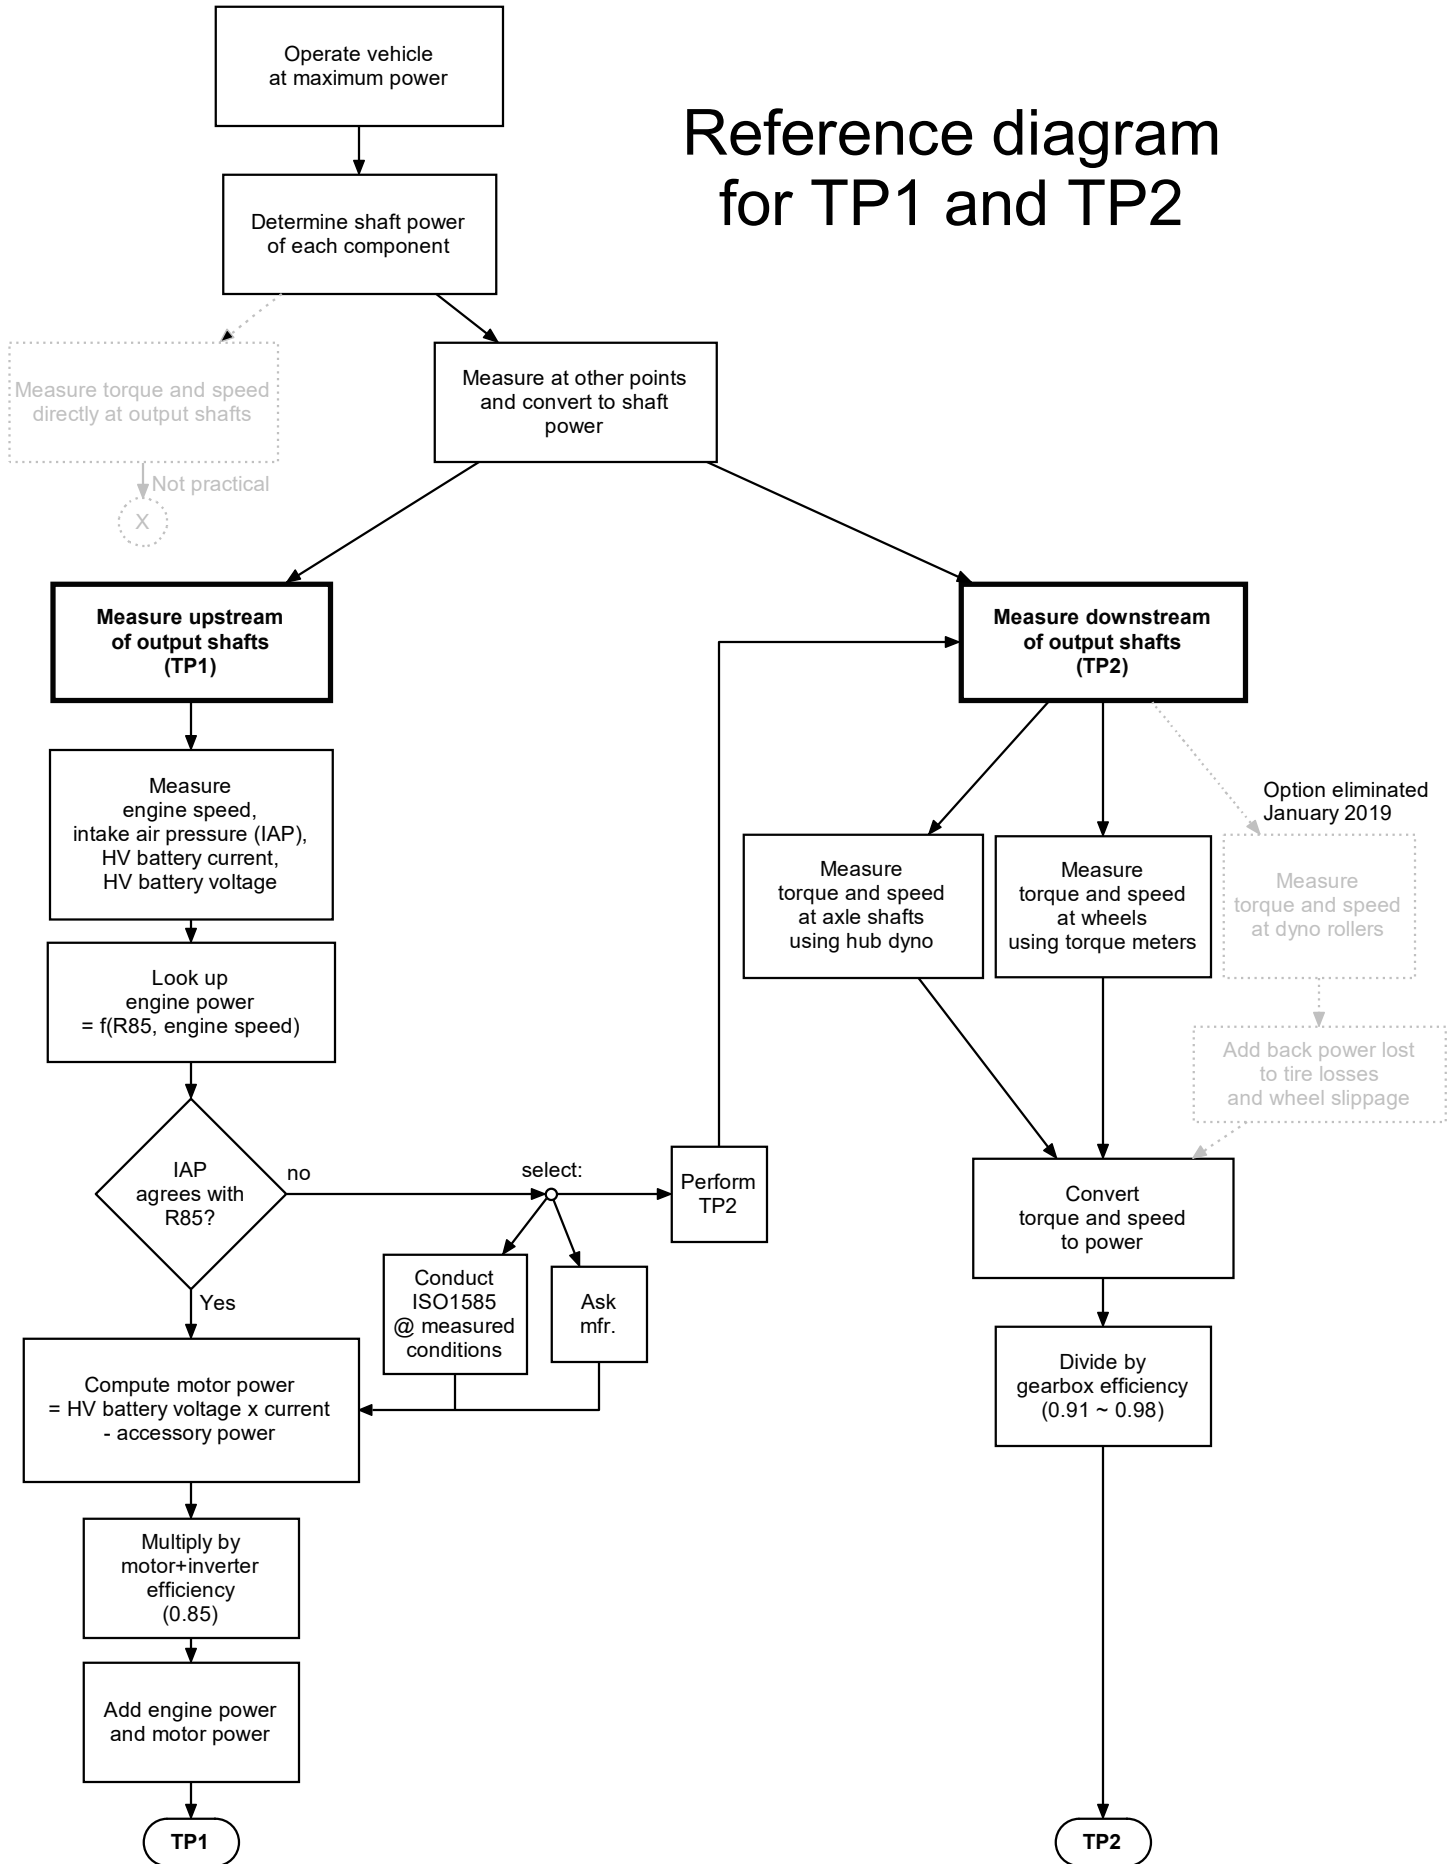 Operate vehicle
at maximum power
Reference diagram
for TP1 and TP2
Determine shaft power
of each component
Measure torque and speed
directly at output shafts
Not practical
X
Measure at other points
and convert to shaft
power
Measure upstream
of output shafts
(TP1)
Measure downstream
of output shafts
(TP2)
Measure
engine speed,
intake air pressure (IAP),
HV battery current,
HV battery voltage
Look up
engine power
= f(R85, engine speed)
IAP
agrees with
R85?
no
select:
Perform
TP2
Conduct
ISO1585
@ measured
conditions
Ask
mfr.
Yes
Compute motor power
= HV battery voltage x current
- accessory power
Multiply by
motor+inverter
efficiency
(0.85)
Add engine power
and motor power
TP1
Option eliminated
January 2019
Measure
torque and speed
at axle shafts
using hub dyno
Measure
torque and speed
at wheels
using torque meters
Measure
torque and speed
at dyno rollers
Add back power lost
to tire losses
and wheel slippage
Convert
torque and speed
to power
Divide by
gearbox efficiency
(0.91 ~ 0.98)
TP2